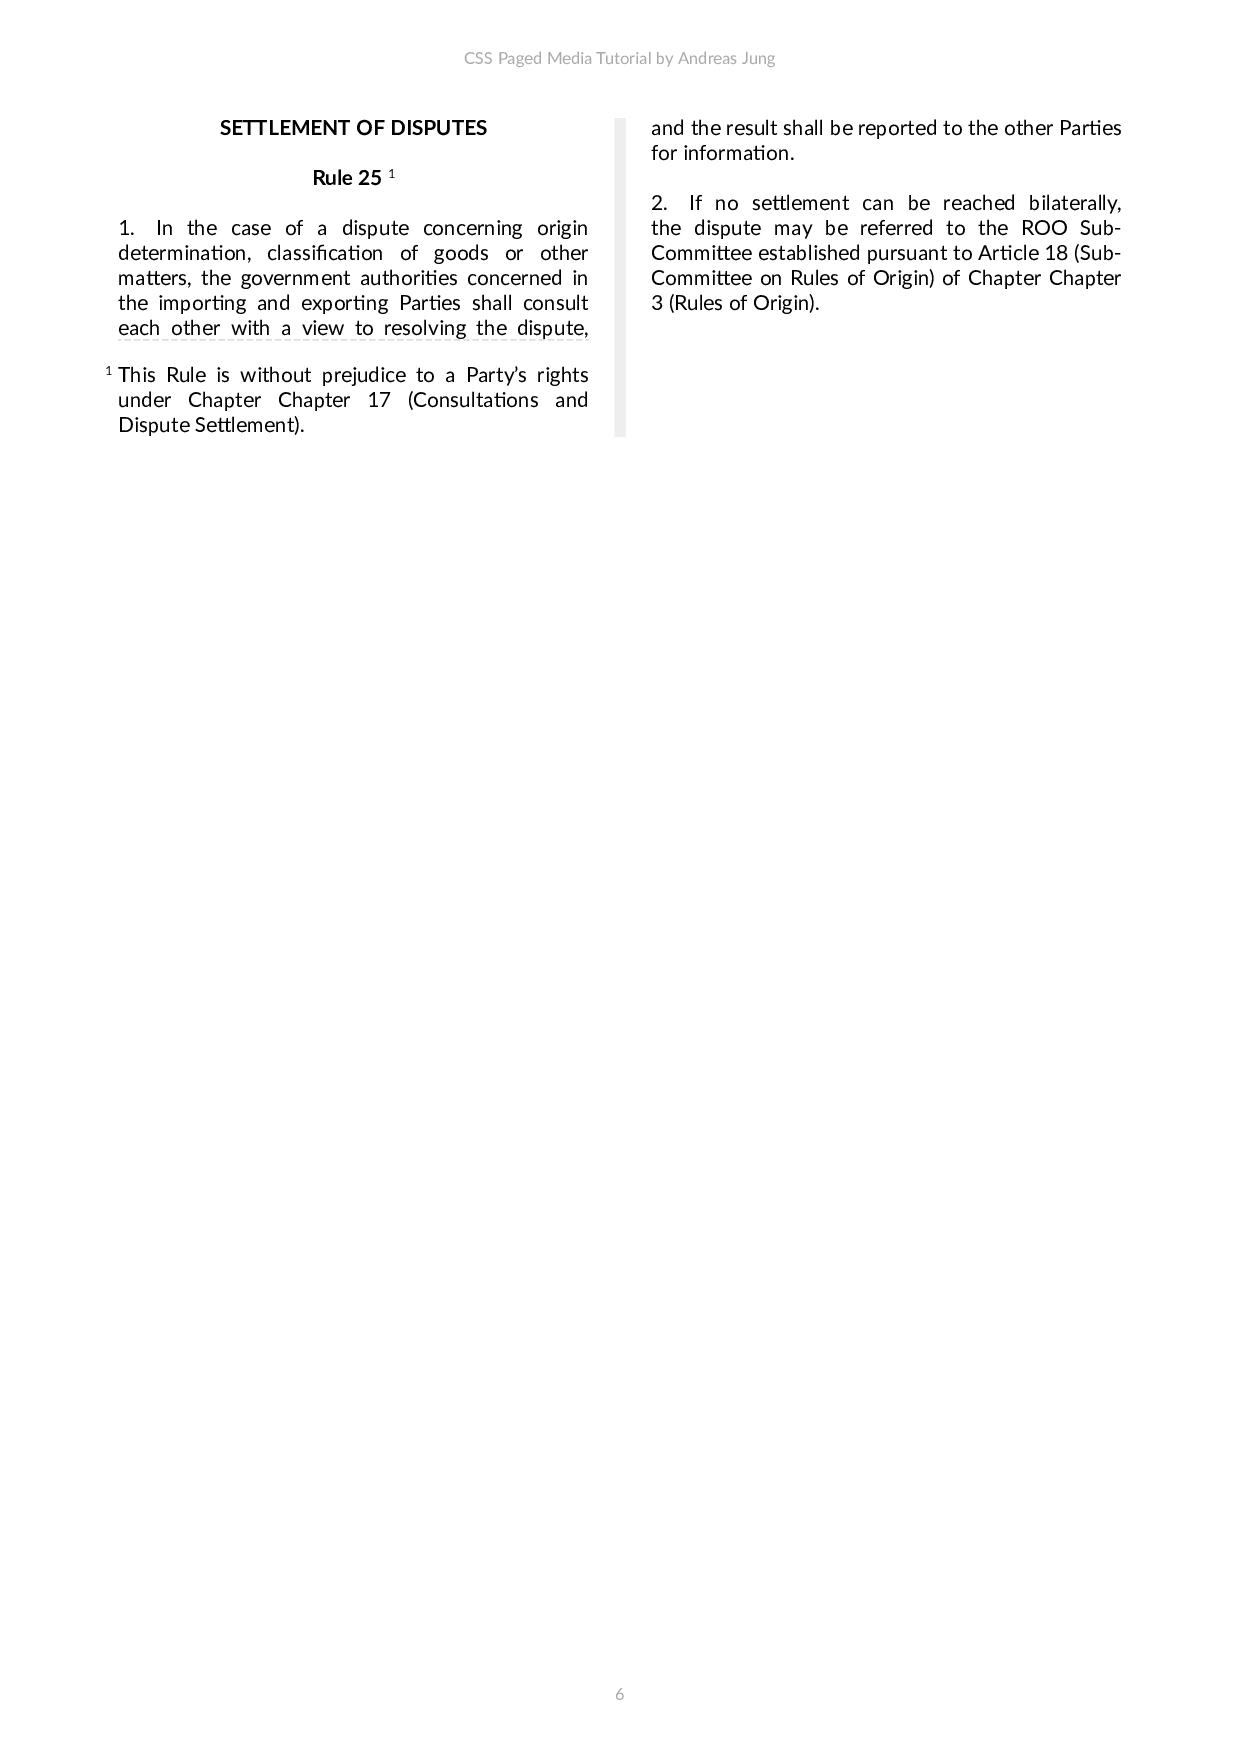 CSS Paged Media Tutorial by Andreas Jung
SETTLEMENT OF DISPUTES
Rule 25 ¹
1. In the case of a dispute concerning origin
determination, classification of goods or other
matters, the government authorities concerned in
the importing and exporting Parties shall consult
each other with a view to resolving the dispute,
¹ This Rule is without prejudice to a Party’s rights
under Chapter Chapter 17 (Consultations and
Dispute Settlement).
and the result shall be reported to the other Parties
for information.
2. If no settlement can be reached bilaterally,
the dispute may be referred to the ROO Sub-
Committee established pursuant to Article 18 (Sub-
Committee on Rules of Origin) of Chapter Chapter
3 (Rules of Origin).
6